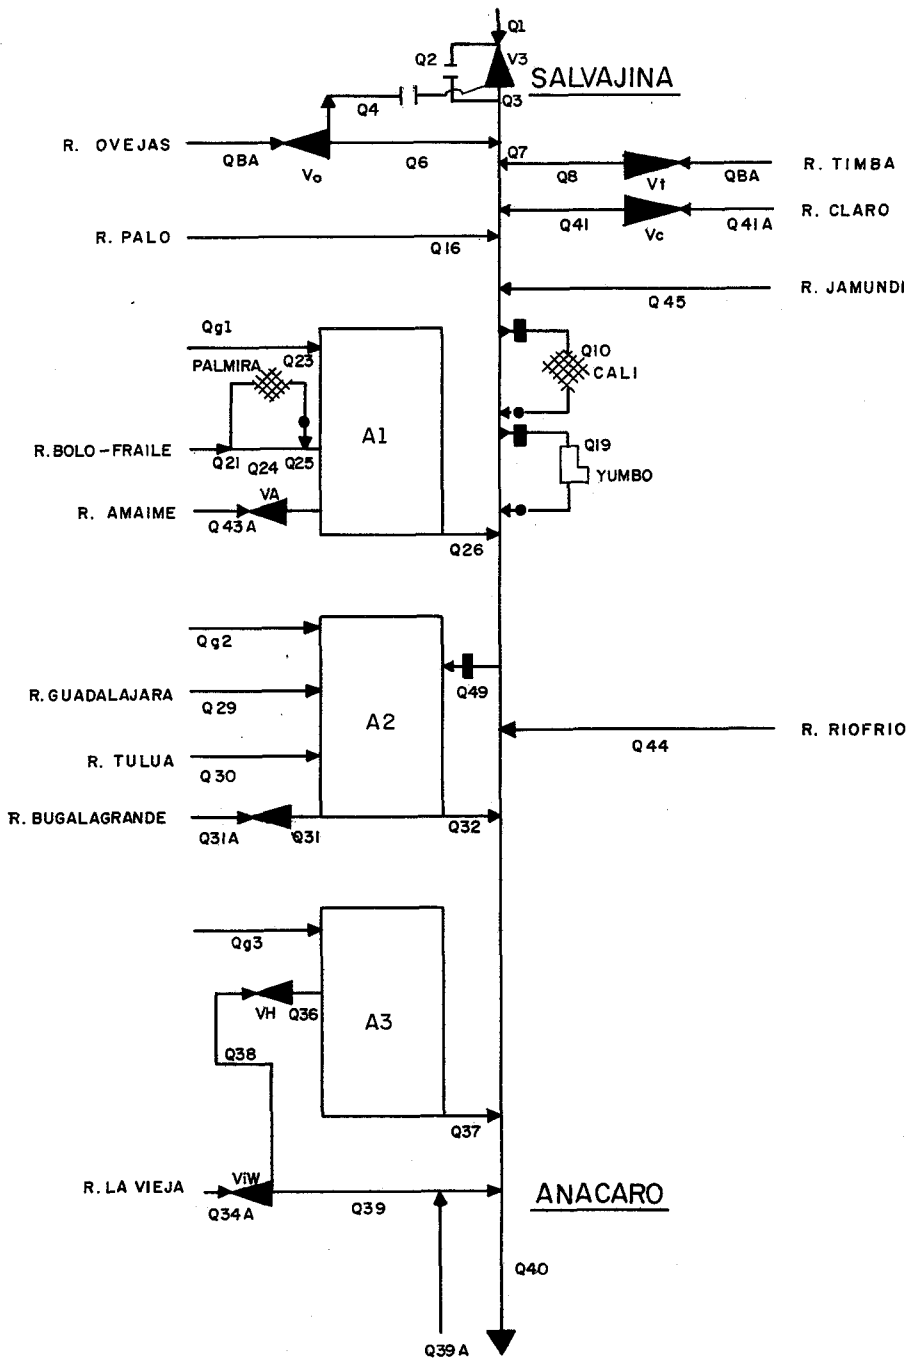 Q1
Q2
V3
SALVAJINA
Q4
Q3
R. OVEJAS
QBA
Vo
Q6
Q7
Q8
Vt
QBA
R. TIMBA
R. PALO
Q16
Q41
Vc
Q41A
R. CLARO
Q45
R. JAMUNDI
Qg1
Q23
PALMIRA
Q10
CALI
A1
R.BOLO-FRAILE
Q21
Q24
Q25
Q19
YUMBO
R. AMAIME
Q43A
VA
Q26
Qg2
Q49
R.GUADALAJARA
Q29
A2
R. TULUA
Q30
Q44
R. RIOFRIO
R. BUGALAGRANDE
Q31A
Q31
Q32
Qg3
VH
Q36
A3
Q38
Q37
R. LA VIEJA
ViW
Q34A
Q39
ANACARO
Q40
Q39A